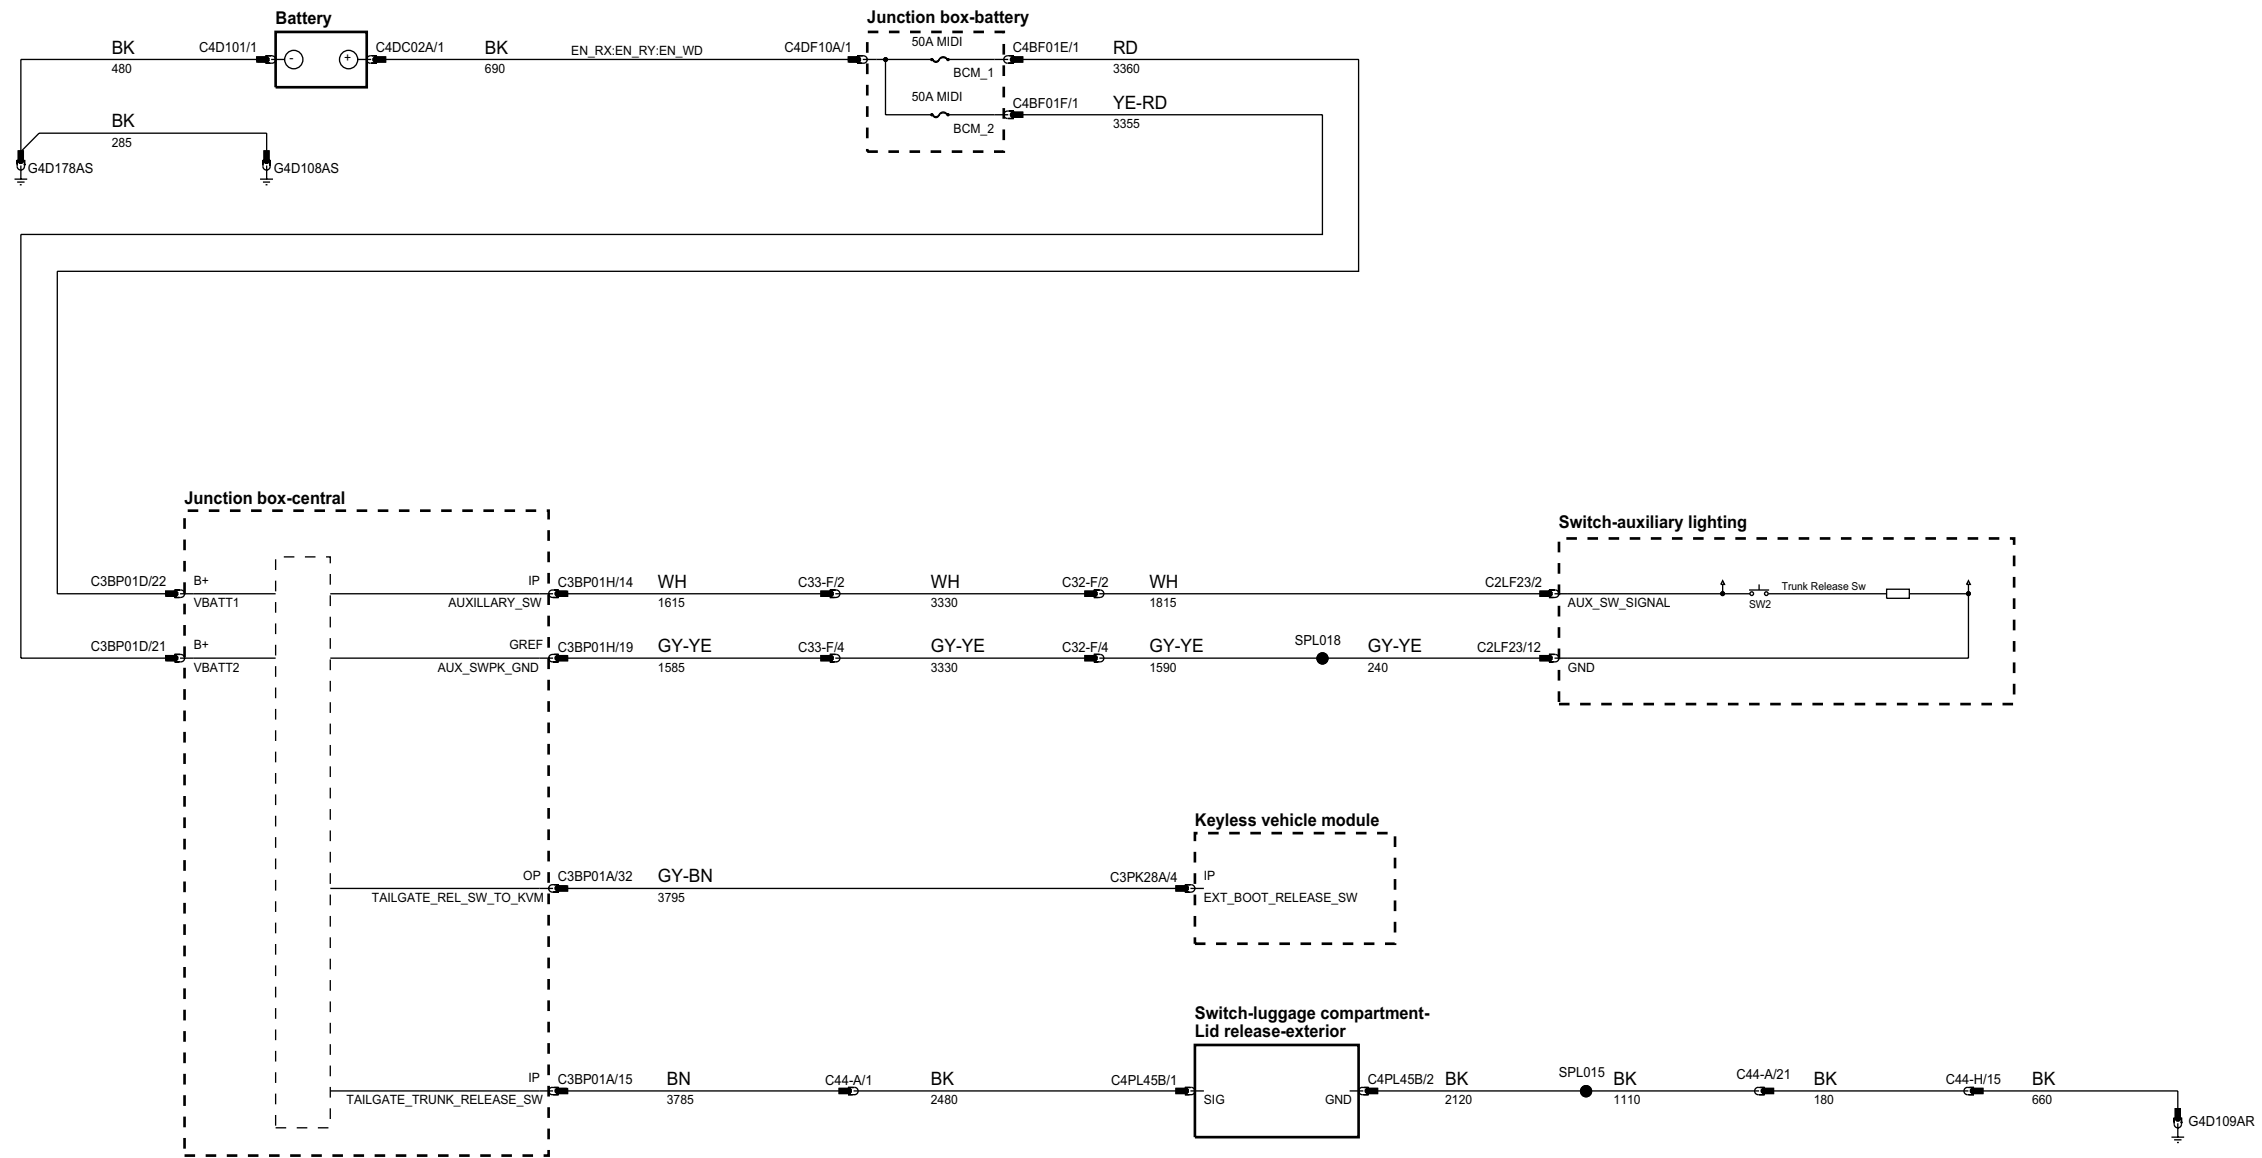 Battery
Junction box-battery
BK
480
C4D101/1
-
+
C4DC02A/1
BK
690
EN_RX:EN_RY:EN_WD
C4DF10A/1
50A MIDI
BCM_1
C4BF01E/1
RD
3360
50A MIDI
BCM_2
C4BF01F/1
YE-RD
3355
BK
285
G4D178AS
G4D108AS
Junction box-central
Switch-auxiliary lighting
C3BP01D/22
B+
VBATT1
IP
AUXILLARY_SW
C3BP01H/14
WH
1615
C33-F/2
WH
3330
C32-F/2
WH
1815
C2LF23/2
AUX_SW_SIGNAL
SW2
Trunk Release Sw
C3BP01D/21
B+
VBATT2
GREF
AUX_SWPK_GND
C3BP01H/19
GY-YE
1585
C33-F/4
GY-YE
3330
C32-F/4
GY-YE
1590
SPL018
GY-YE
240
C2LF23/12
GND
Keyless vehicle module
OP
TAILGATE_REL_SW_TO_KVM
C3BP01A/32
GY-BN
3795
C3PK28A/4
IP
EXT_BOOT_RELEASE_SW
Switch-luggage compartment-
Lid release-exterior
IP
TAILGATE_TRUNK_RELEASE_SW
C3BP01A/15
BN
3785
C44-A/1
BK
2480
C4PL45B/1
SIG
GND
C4PL45B/2
BK
2120
SPL015
BK
1110
C44-A/21
BK
180
C44-H/15
BK
660
G4D109AR